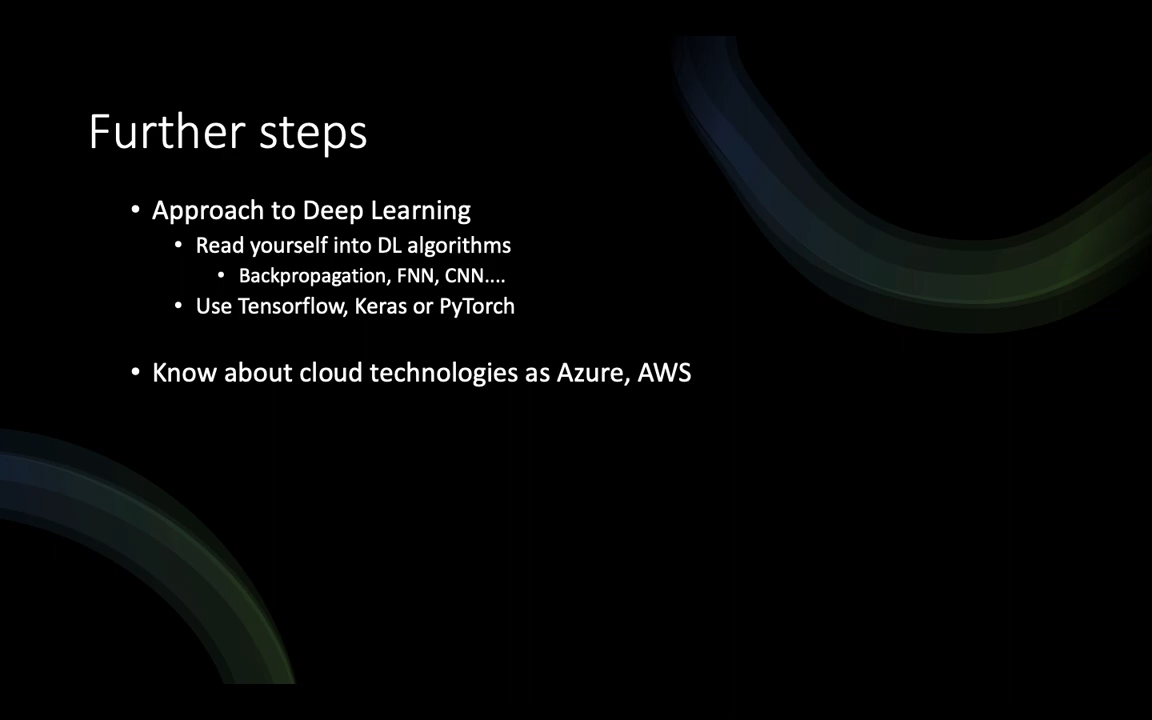 Further steps
• Approach to Deep Learning
• Read yourself into DL algorithms
• Backpropagation, FNN, CNN....
• Use Tensorflow, Keras or PyTorch
• Know about cloud technologies as Azure, AWS